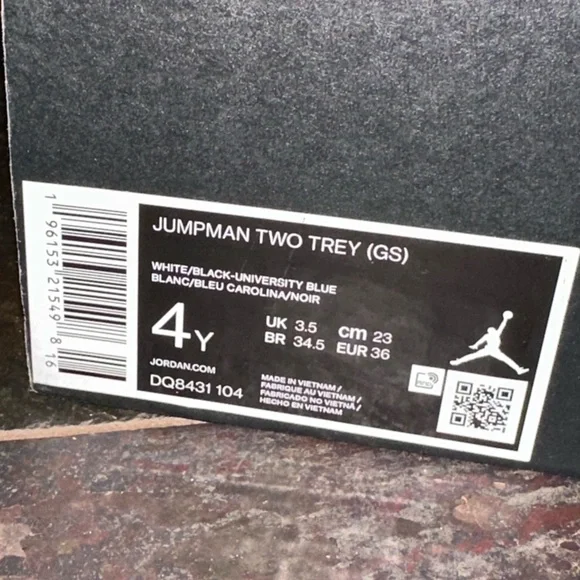 JUMPMAN TWO TREY (GS)
WHITE/BLACK-UNIVERSITY BLUE
BLANC/BLEU CAROLINA/NOIR
4Y
UK 3.5 cm 23
BR 34.5 EUR 36
JORDAN.COM
DQ8431 104
MADE IN VIETNAM /
FABRIQUE AU VIETNAM /
FABRICADO NO VIETNÃ /
HECHO EN VIETNAM
1 96153 21549 8 16